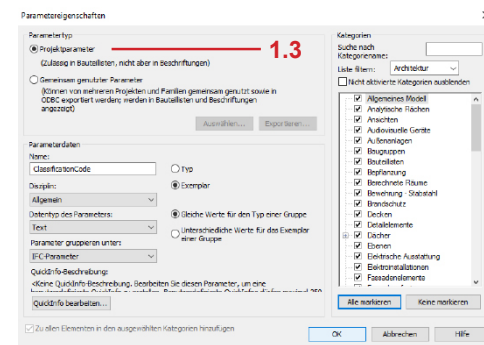 Parametereigenschaften
Parametertyp
Projektparameter
1.3
(Zulässig in Bauteillisten, nicht aber in Beschriftungen)
Gemeinsam genutzter Parameter
(Können von mehreren Projekten und Familien gemeinsam genutzt sowie in
ODBC exportiert werden; werden in Bauteillisten und Beschriftungen
angezeigt)
Auswählen...
Exportieren...
Parameterdaten
Name:
ClassificationCode
Typ
Disziplin:
Exemplar
Allgemein
Datentyp des Parameters:
Gleiche Werte für den Typ einer Gruppe
Text
Unterschiedliche Werte für das Exemplar
einer Gruppe
Parameter gruppieren unter:
IFC-Parameter
QuickInfo-Beschreibung:
<Keine QuickInfo-Beschreibung. Bearbeiten Sie diesen Parameter, um eine
QuickInfo bearbeiten...
Zu allen Elementen in den ausgewählten Kategorien hinzufügen
Kategorien
Suche nach
Kategoriename:
Liste filtern:
Architektur
Nicht aktivierte Kategorien ausblenden
Allgemeines Modell
Analytische Flächen
Ansichten
Audiovisuelle Geräte
Außenanlagen
Baugruppen
Bauteillisten
Bepflanzung
Berechnete Räume
Bewehrung - Stabstahl
Brandschutz
Decken
Detailelemente
Dächer
Ebenen
Elektrische Ausstattung
Elektroinstallationen
Fassadenelemente
Alle markieren
Keine markieren
OK
Abbrechen
Hilfe